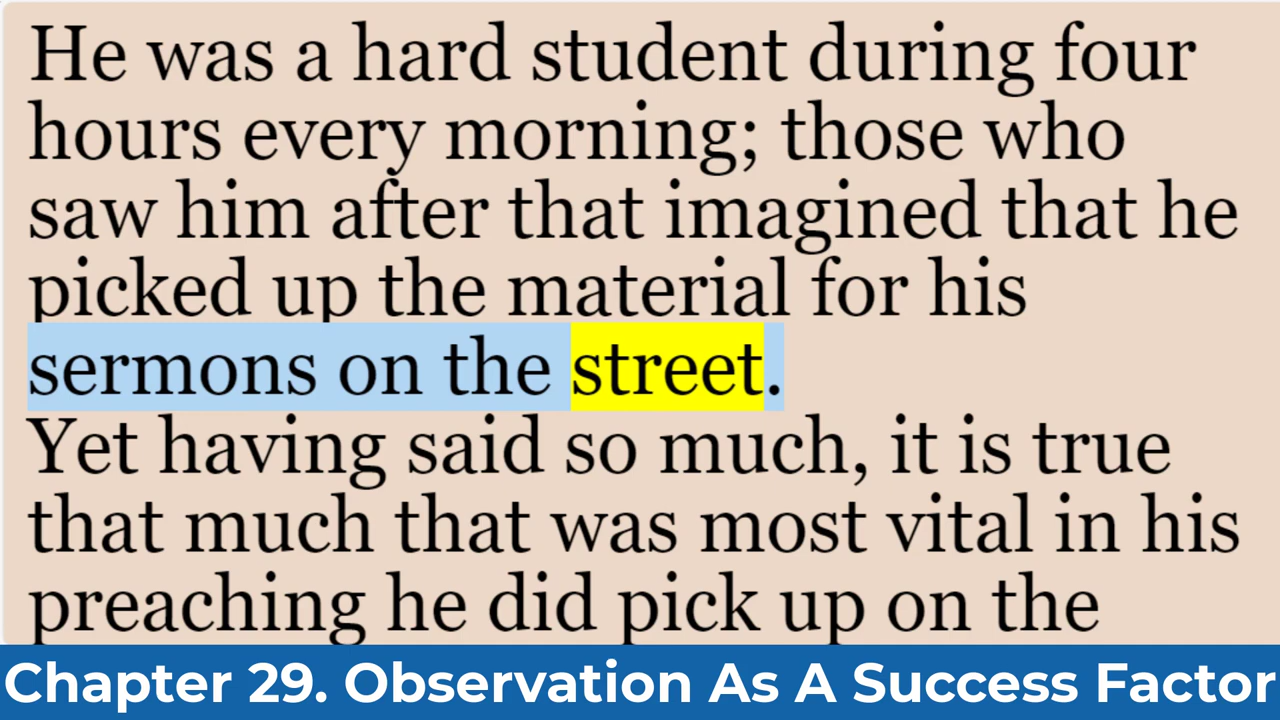 He was a hard student during four
hours every morning; those who
saw him after that imagined that he
picked up the material for his
sermons on the street.
Yet having said so much, it is true
that much that was most vital in his
preaching he did pick up on the
Chapter 29. Observation As A Success Factor